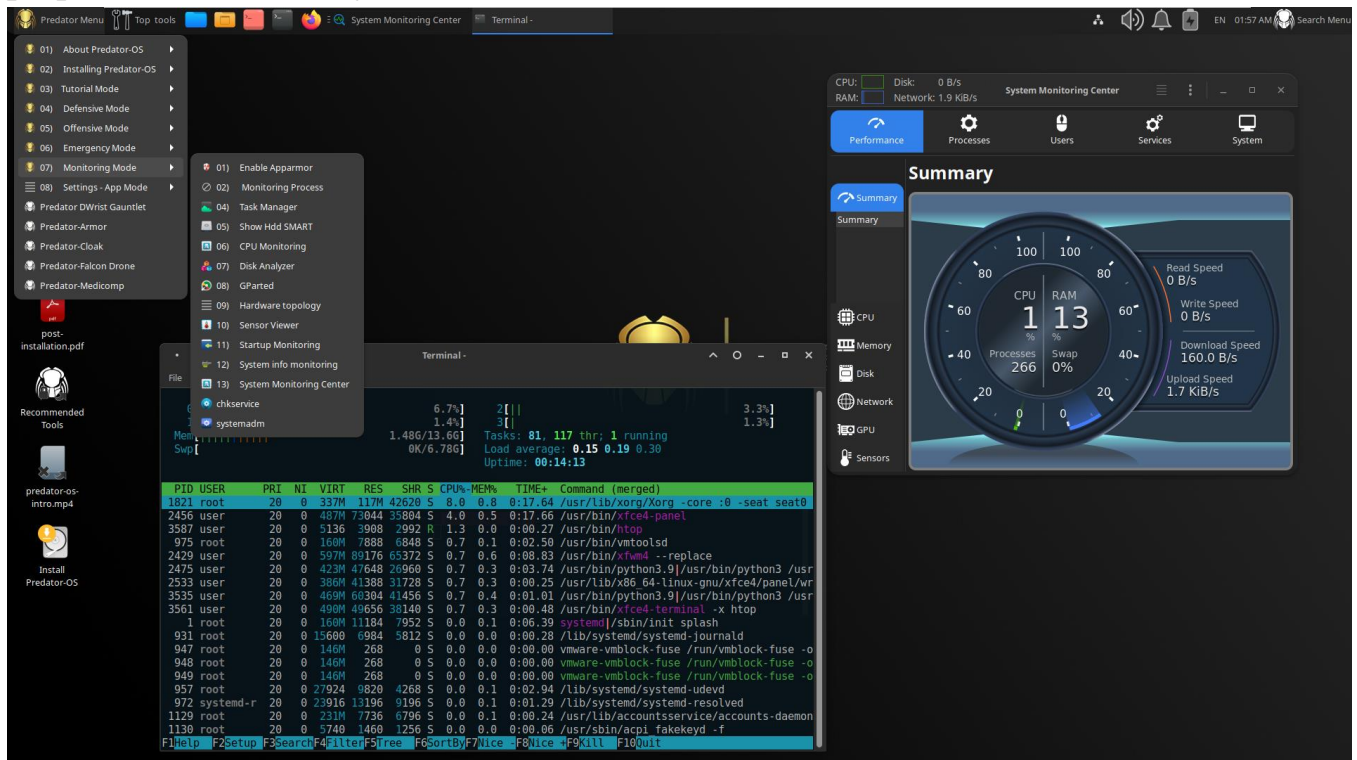 Predator Menu Top tools System Monitoring Center Terminal - EN 01:57 AM Search Menu
01) About Predator-OS
02) Installing Predator-OS
03) Tutorial Mode
04) Defensive Mode
05) Offensive Mode
06) Emergency Mode
07) Monitoring Mode
08) Settings - App Mode
Predator DWrist Gauntlet
Predator-Armor
Predator-Cloak
Predator-Falcon Drone
Predator-Medicomp
01) Enable Apparmor
02) Monitoring Process
04) Task Manager
05) Show Hdd SMART
06) CPU Monitoring
07) Disk Analyzer
08) GParted
09) Hardware topology
10) Sensor Viewer
11) Startup Monitoring
12) System info monitoring
13) System Monitoring Center
chkservice
systemadm
pdf
post-
installation.pdf
Recommended
Tools
predator-os-
intro.mp4
Install
Predator-OS
CPU: Disk: 0 B/s
RAM: Network: 1.9 KiB/s
System Monitoring Center
Performance Processes Users Services System
Summary
Summary
Summary
CPU
Memory
Disk
Network
GPU
Sensors
100 100
80 80
60 60
40 40
20 20
0 0
CPU RAM
1 13
% %
Processes Swap
266 0%
Read Speed
0 B/s
Write Speed
0 B/s
Download Speed
160.0 B/s
Upload Speed
1.7 KiB/s
Terminal -
File
6.7%] 2[|| 3.3%]
1.4%] 3[| 1.3%]
Mem[ 1.48G/13.6G] Tasks: 81, 117 thr; 1 running
Swp[ 0K/6.78G] Load average: 0.15 0.19 0.30
Uptime: 00:14:13
PID USER PRI NI VIRT RES SHR S CPU%-MEM% TIME+ Command (merged)
1821 root 20 0 337M 117M 42620 S 8.0 0.8 0:17.64 /usr/lib/xorg/Xorg -core :0 -seat seat0
2456 user 20 0 487M 73044 35804 S 4.0 0.5 0:17.66 /usr/bin/xfce4-panel
3587 user 20 0 5136 3908 2992 R 1.3 0.0 0:00.27 /usr/bin/htop
975 root 20 0 160M 7888 6848 S 0.7 0.1 0:02.50 /usr/bin/vmtoolsd
2429 user 20 0 597M 89176 65372 S 0.7 0.6 0:08.83 /usr/bin/xfwm4 --replace
2475 user 20 0 423M 47648 26960 S 0.7 0.3 0:03.74 /usr/bin/python3.9|/usr/bin/python3 /usr
2533 user 20 0 386M 41388 31728 S 0.7 0.3 0:00.25 /usr/lib/x86_64-linux-gnu/xfce4/panel/wr
3535 user 20 0 469M 60304 41456 S 0.7 0.4 0:01.01 /usr/bin/python3.9|/usr/bin/python3 /usr
3561 user 20 0 490M 49656 38140 S 0.7 0.3 0:00.48 /usr/bin/xfce4-terminal -x htop
1 root 20 0 160M 11184 7952 S 0.0 0.1 0:06.39 systemd|/sbin/init splash
931 root 20 0 15600 6984 5812 S 0.0 0.0 0:00.28 /lib/systemd/systemd-journald
947 root 20 0 146M 268 0 S 0.0 0.0 0:00.00 vmware-vmblock-fuse /run/vmblock-fuse -o
948 root 20 0 146M 268 0 S 0.0 0.0 0:00.00 vmware-vmblock-fuse /run/vmblock-fuse -o
949 root 20 0 146M 268 0 S 0.0 0.0 0:00.00 vmware-vmblock-fuse /run/vmblock-fuse -o
957 root 20 0 27924 9820 4268 S 0.0 0.1 0:02.94 /lib/systemd/systemd-udevd
972 systemd-r 20 0 23916 13196 9196 S 0.0 0.1 0:01.29 /lib/systemd/systemd-resolved
1129 root 20 0 231M 7736 6796 S 0.0 0.1 0:00.24 /usr/lib/accountsservice/accounts-daemon
1130 root 20 0 5740 1460 1256 S 0.0 0.0 0:00.06 /usr/sbin/acpi_fakekeyd -f
F1Help F2Setup F3SearchF4FilterF5Tree F6SortByF7Nice -F8Nice +F9Kill F10Quit